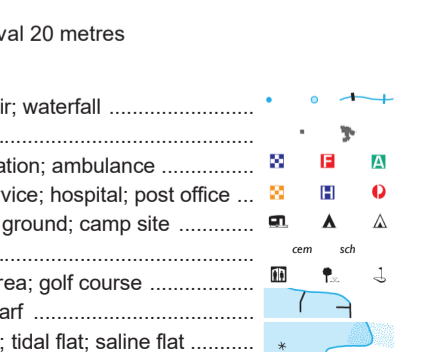 val 20 metres
ir; waterfall ........................
............................................
ation; ambulance ...............
F A
vice; hospital; post office ...
H
ground; camp site ............
............................................
cem sch
rea; golf course .................
arf ......................................
; tidal flat; saline flat ...........